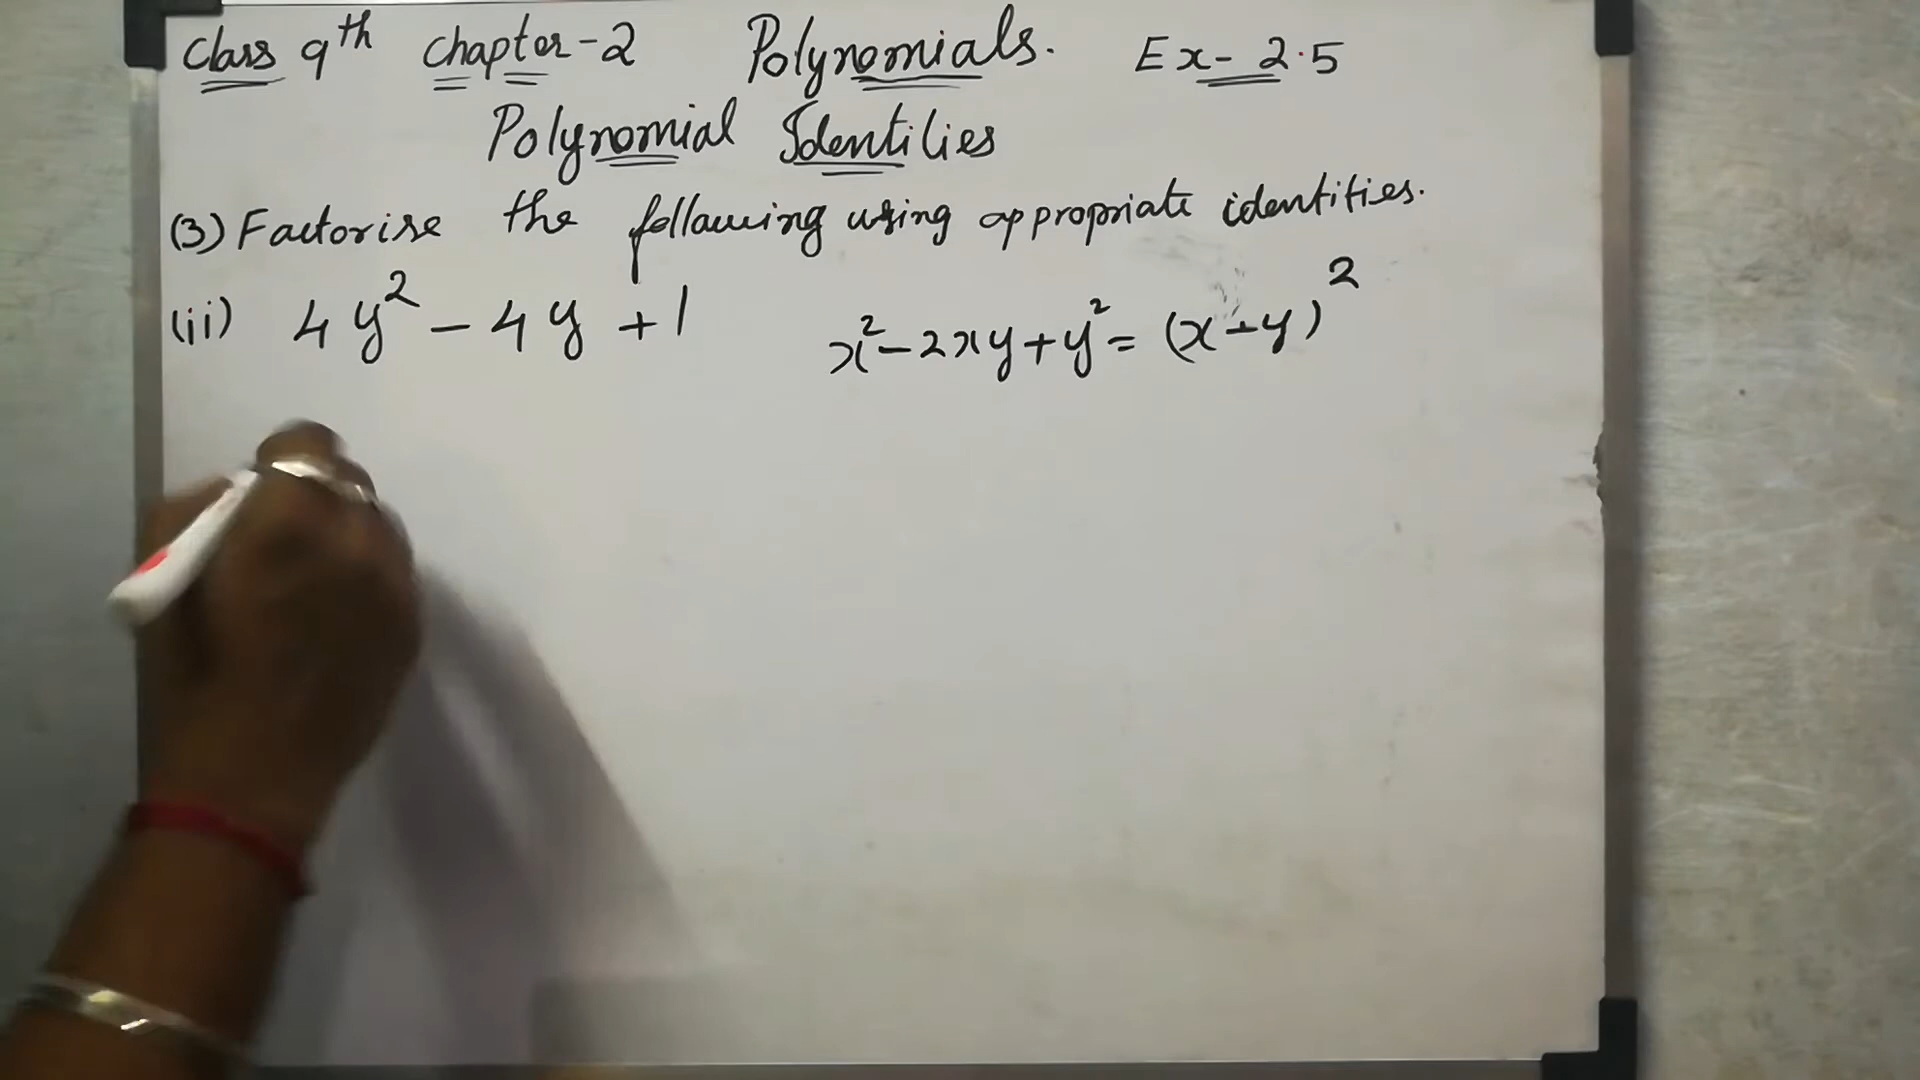 Class 9th Chapter-2 Polynomials. Ex- 2.5
Polynomial Identities
(3) Factorise the following using appropriate identities.
(ii) 4y² - 4y + 1 x² - 2xy + y² = (x - y)²